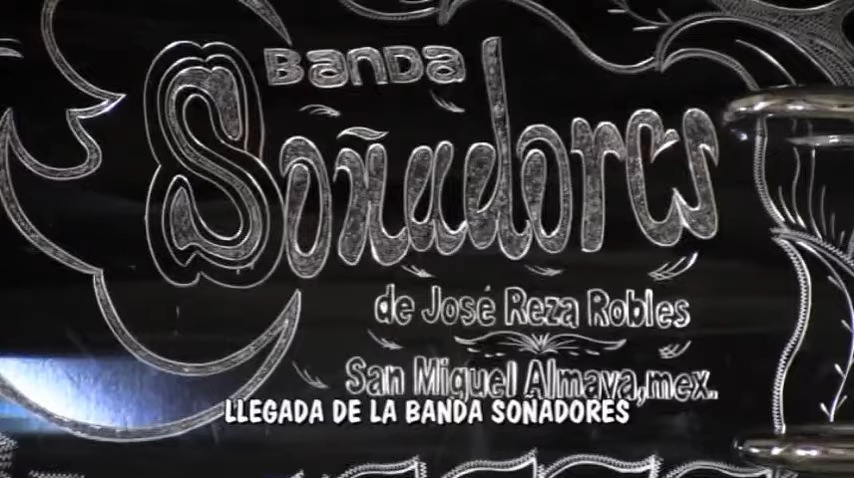 Banda
Soñadores
de José Reza Robles
San Miguel Almaya, mex.
LLEGADA DE LA BANDA SONADORES